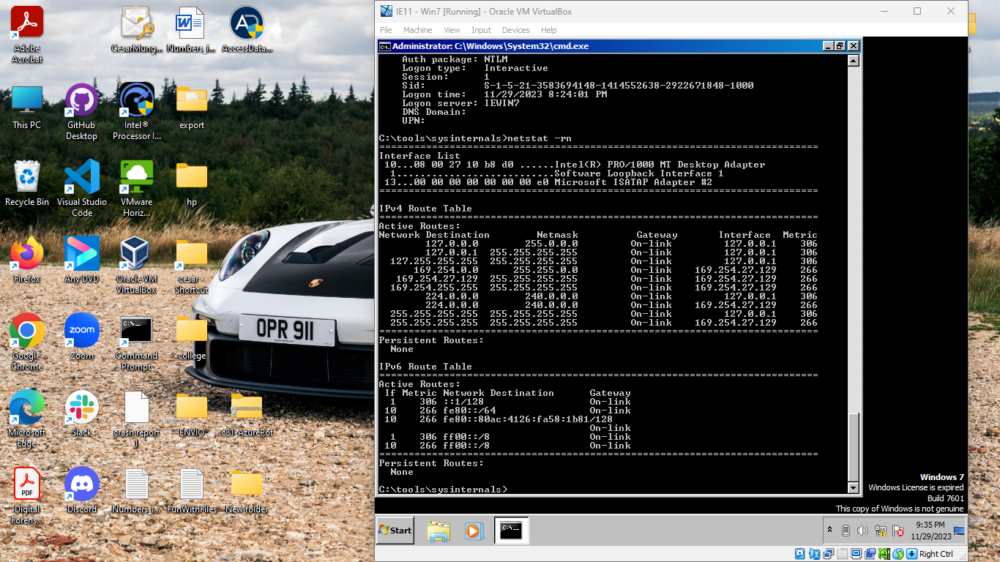 Adobe
Acrobat
CesarMung...
Numbers_i...
AccessData...
This PC
GitHub
Desktop
Intel®
Processor I...
export
Recycle Bin
Visual Studio
Code
VMware
Horiz...
hp
Firefox
Any DVD
Oracle VM
VirtualBox
cesar -
Shortcut
Google
Chrome
zoom
Zoom
Command
Prompt
college
Microsoft
Edge
Slack
crash report
1
ENVIO
c81-AzurePot
PDF
Digital
Forens...
Discord
Numbers_i...
FunWithFiles
New folder
OPR 911
IE11 - Win7 [Running] - Oracle VM VirtualBox
File Machine View Input Devices Help
Administrator: C:\Windows\System32\cmd.exe
Auth package: NTLM
Logon type:   Interactive
Session:      1
Sid:          S-1-5-21-3583694148-1414552638-2922671848-1000
Logon time:   11/29/2023 8:24:01 PM
Logon server: IEWIN7
DNS Domain:
UPN:
C:\tools\sysinternals>netstat -rn
===========================================================================
Interface List
10...08 00 27 10 b8 d0 ......Intel(R) PRO/1000 MT Desktop Adapter
1...........................Software Loopback Interface 1
13...00 00 00 00 00 00 00 e0 Microsoft ISATAP Adapter #2
===========================================================================
IPv4 Route Table
===========================================================================
Active Routes:
Network Destination        Netmask          Gateway       Interface  Metric
127.0.0.0        255.0.0.0         On-link         127.0.0.1    306
127.0.0.1  255.255.255.255         On-link         127.0.0.1    306
127.255.255.255  255.255.255.255         On-link         127.0.0.1    306
169.254.0.0      255.255.0.0         On-link    169.254.27.129    266
169.254.27.129  255.255.255.255         On-link    169.254.27.129    266
169.254.255.255  255.255.255.255         On-link    169.254.27.129    266
224.0.0.0        240.0.0.0         On-link         127.0.0.1    306
224.0.0.0        240.0.0.0         On-link    169.254.27.129    266
255.255.255.255  255.255.255.255         On-link         127.0.0.1    306
255.255.255.255  255.255.255.255         On-link    169.254.27.129    266
===========================================================================
Persistent Routes:
None
IPv6 Route Table
===========================================================================
Active Routes:
If Metric Network Destination      Gateway
1    306 ::1/128                  On-link
10    266 fe80::/64                On-link
10    266 fe80::80ac:4126:fa58:1b81/128
On-link
1    306 ff00::/8                 On-link
10    266 ff00::/8                 On-link
===========================================================================
Persistent Routes:
None
C:\tools\sysinternals>
Windows 7
Windows License is expired
Build 7601
This copy of Windows is not genuine
Start
9:35 PM
11/29/2023
Right Ctrl